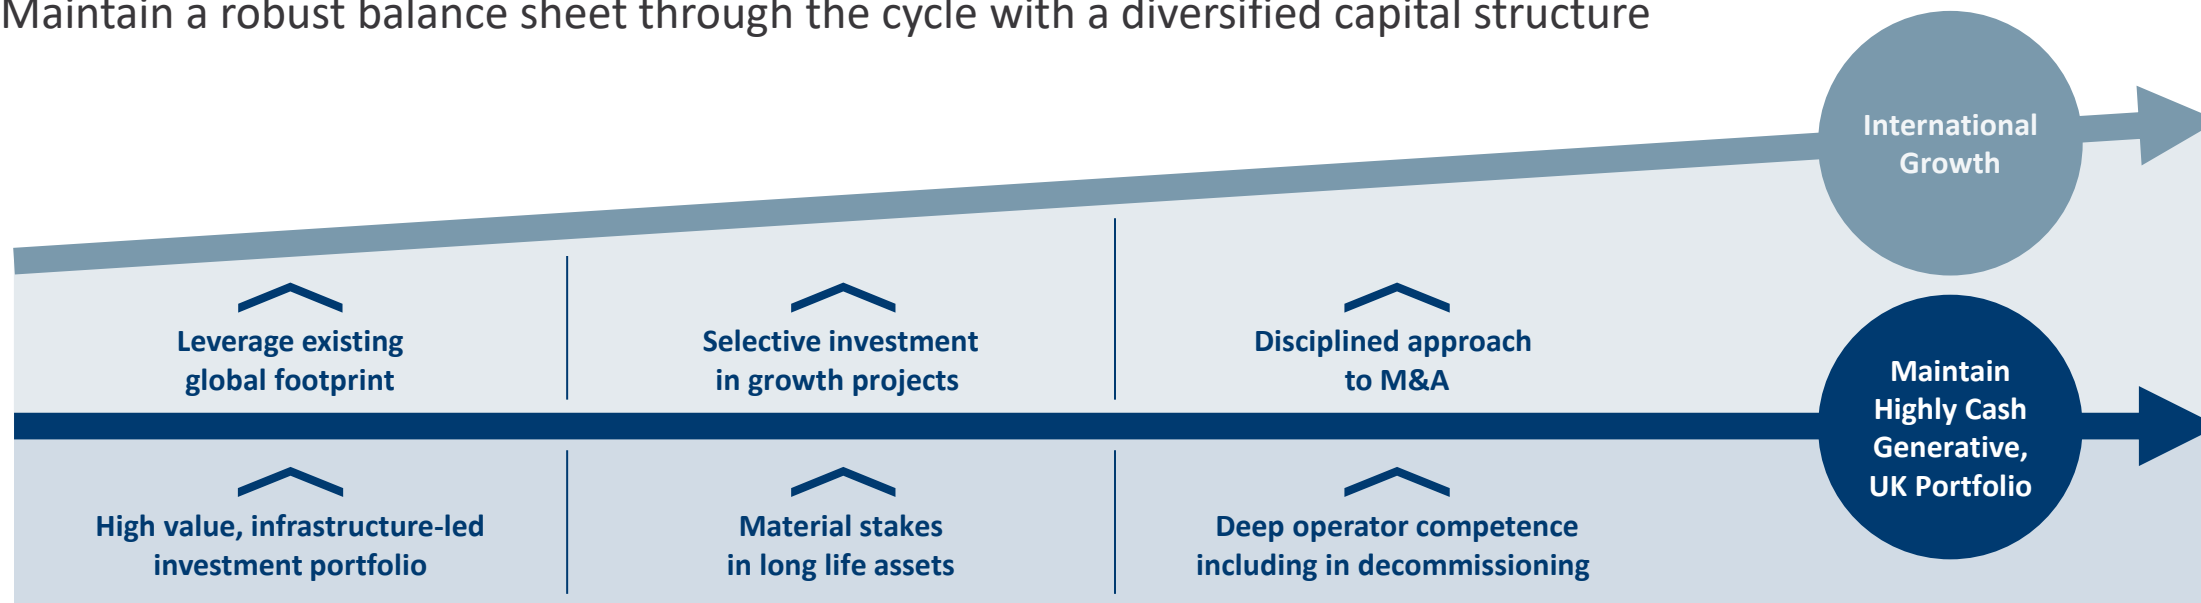 Maintain a robust balance sheet through the cycle with a diversified capital structure
International
Growth
Leverage existing
global footprint
Selective investment
in growth projects
Disciplined approach
to M&A
Maintain
Highly Cash
Generative,
UK Portfolio
High value, infrastructure-led
investment portfolio
Material stakes
in long life assets
Deep operator competence
including in decommissioning